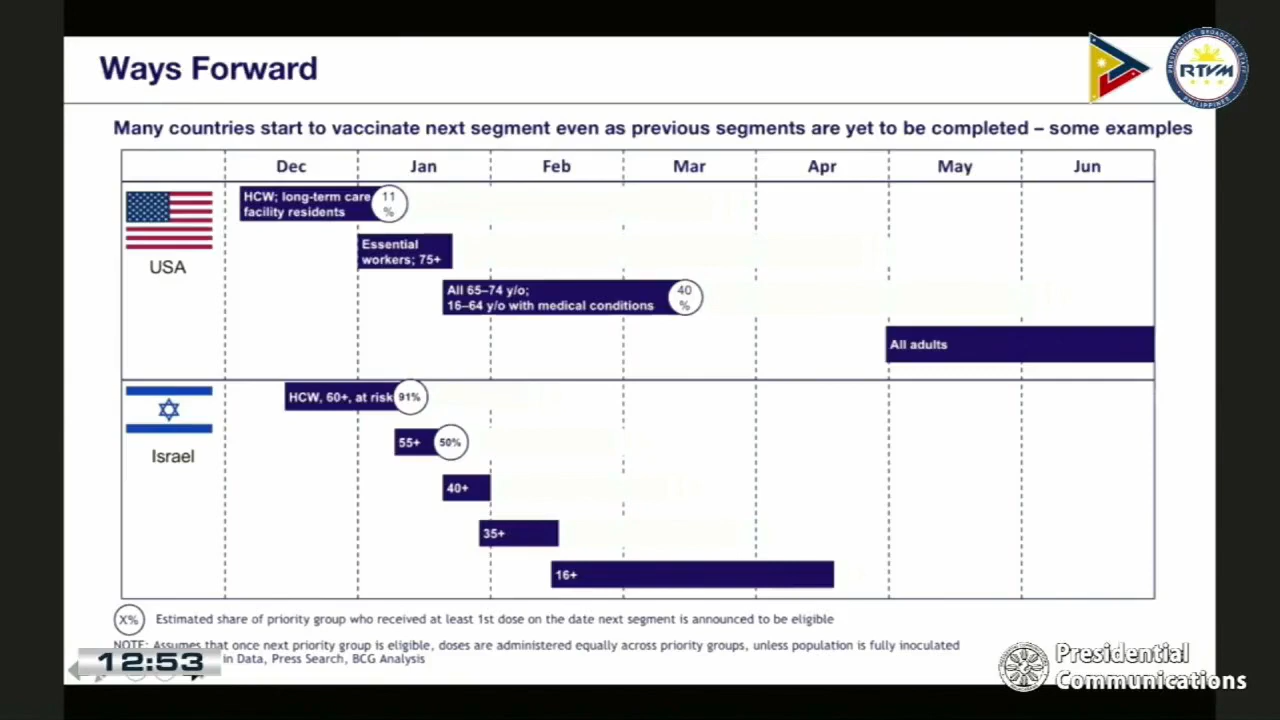 Ways Forward
RTVM
PRESIDENTIAL BROADCAST STAFF
PHILIPPINES
Many countries start to vaccinate next segment even as previous segments are yet to be completed – some examples
Dec Jan Feb Mar Apr May Jun
USA
HCW; long-term care
facility residents
11
%
Essential
workers; 75+
All 65–74 y/o;
16–64 y/o with medical conditions
40
%
All adults
Israel
HCW, 60+, at risk 91%
55+ 50%
40+
35+
16+
X% Estimated share of priority group who received at least 1st dose on the date next segment is announced to be eligible
NOTE: Assumes that once next priority group is eligible, doses are administered equally across priority groups, unless population is fully inoculated
in Data, Press Search, BCG Analysis
12:53
Presidential
Communications